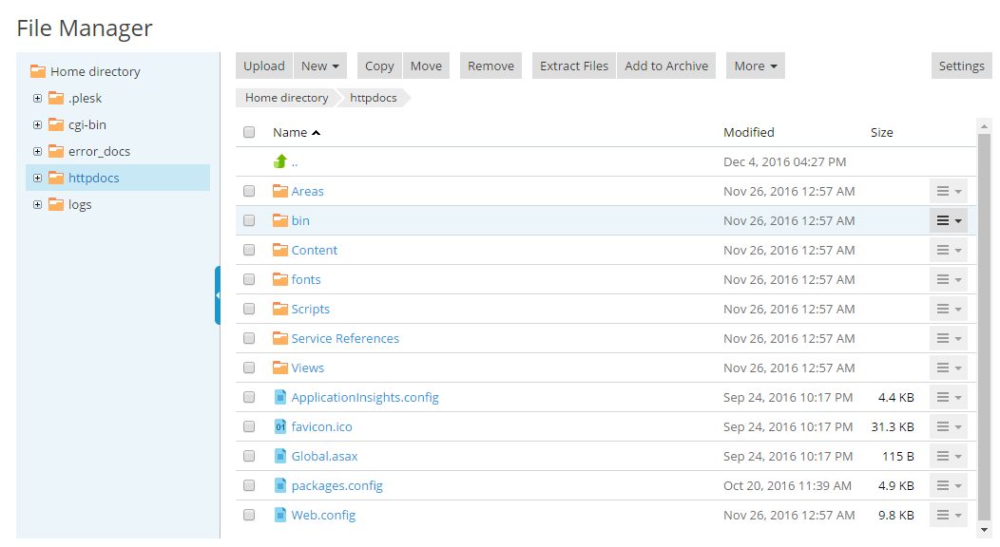 File Manager
Home directory
.plesk
cgi-bin
error_docs
httpdocs
logs
Upload New Copy Move Remove Extract Files Add to Archive More Settings
Home directory httpdocs
Name Modified Size
.. Dec 4, 2016 04:27 PM
Areas Nov 26, 2016 12:57 AM
bin Nov 26, 2016 12:57 AM
Content Nov 26, 2016 12:57 AM
fonts Nov 26, 2016 12:57 AM
Scripts Nov 26, 2016 12:57 AM
Service References Nov 26, 2016 12:57 AM
Views Nov 26, 2016 12:57 AM
ApplicationInsights.config Sep 24, 2016 10:17 PM 4.4 KB
01 favicon.ico Sep 24, 2016 10:17 PM 31.3 KB
Global.asax Sep 24, 2016 10:17 PM 115 B
packages.config Oct 20, 2016 11:39 AM 4.9 KB
Web.config Nov 26, 2016 12:57 AM 9.8 KB